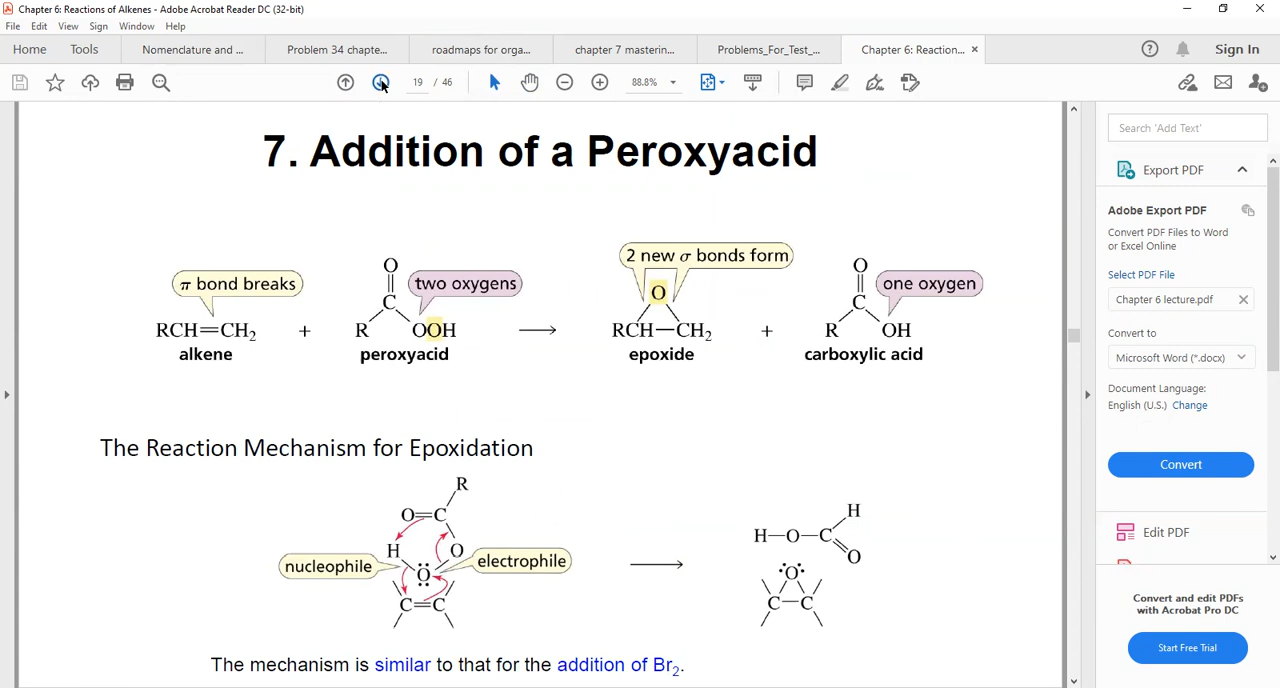 Chapter 6: Reactions of Alkenes - Adobe Acrobat Reader DC (32-bit)
File Edit View Sign Window Help
Home Tools Nomenclature and ... Problem 34 chapte... roadmaps for orga... chapter 7 masterin... Problems_For_Test_... Chapter 6: Reaction... × Sign In
19 / 46 88.8%
7. Addition of a Peroxyacid
π bond breaks
two oxygens
2 new σ bonds form
one oxygen
O O O
C C
RCH=CH₂ + R OOH ⟶ RCH—CH₂ + R OH
alkene peroxyacid epoxide carboxylic acid
The Reaction Mechanism for Epoxidation
R
O=C
H O
nucleophile
electrophile
O
C=C
H
H—O—C
O
O
C—C
The mechanism is similar to that for the addition of Br₂.
Search 'Add Text'
Export PDF
Adobe Export PDF
Convert PDF Files to Word
or Excel Online
Select PDF File
Chapter 6 lecture.pdf
Convert to
Microsoft Word (*.docx)
Document Language:
English (U.S.) Change
Convert
Edit PDF
Convert and edit PDFs
with Acrobat Pro DC
Start Free Trial